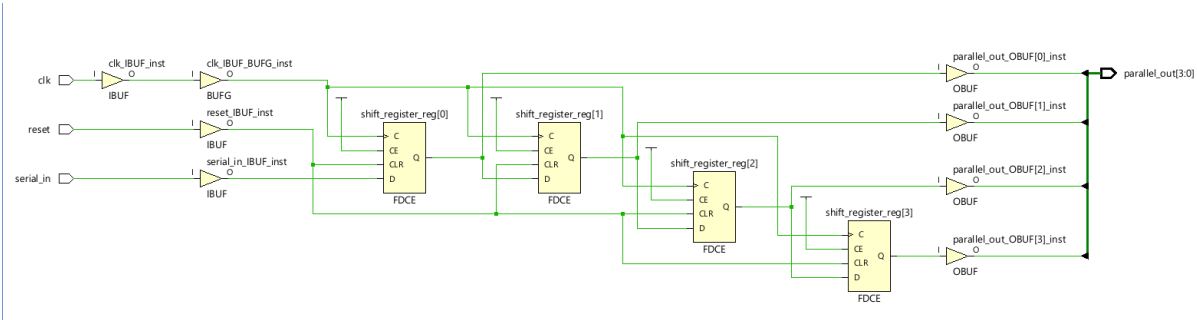 clk
clk_IBUF_inst
I
O
IBUF
clk_IBUF_BUFG_inst
I
O
BUFG
reset
reset_IBUF_inst
I
O
IBUF
serial_in
serial_in_IBUF_inst
I
O
IBUF
shift_register_reg[0]
C
CE
CLR
D
Q
FDCE
shift_register_reg[1]
C
CE
CLR
D
Q
FDCE
shift_register_reg[2]
C
CE
CLR
D
Q
FDCE
shift_register_reg[3]
C
CE
CLR
D
Q
FDCE
parallel_out_OBUF[0]_inst
I
O
OBUF
parallel_out_OBUF[1]_inst
I
O
OBUF
parallel_out_OBUF[2]_inst
I
O
OBUF
parallel_out_OBUF[3]_inst
I
O
OBUF
parallel_out[3:0]